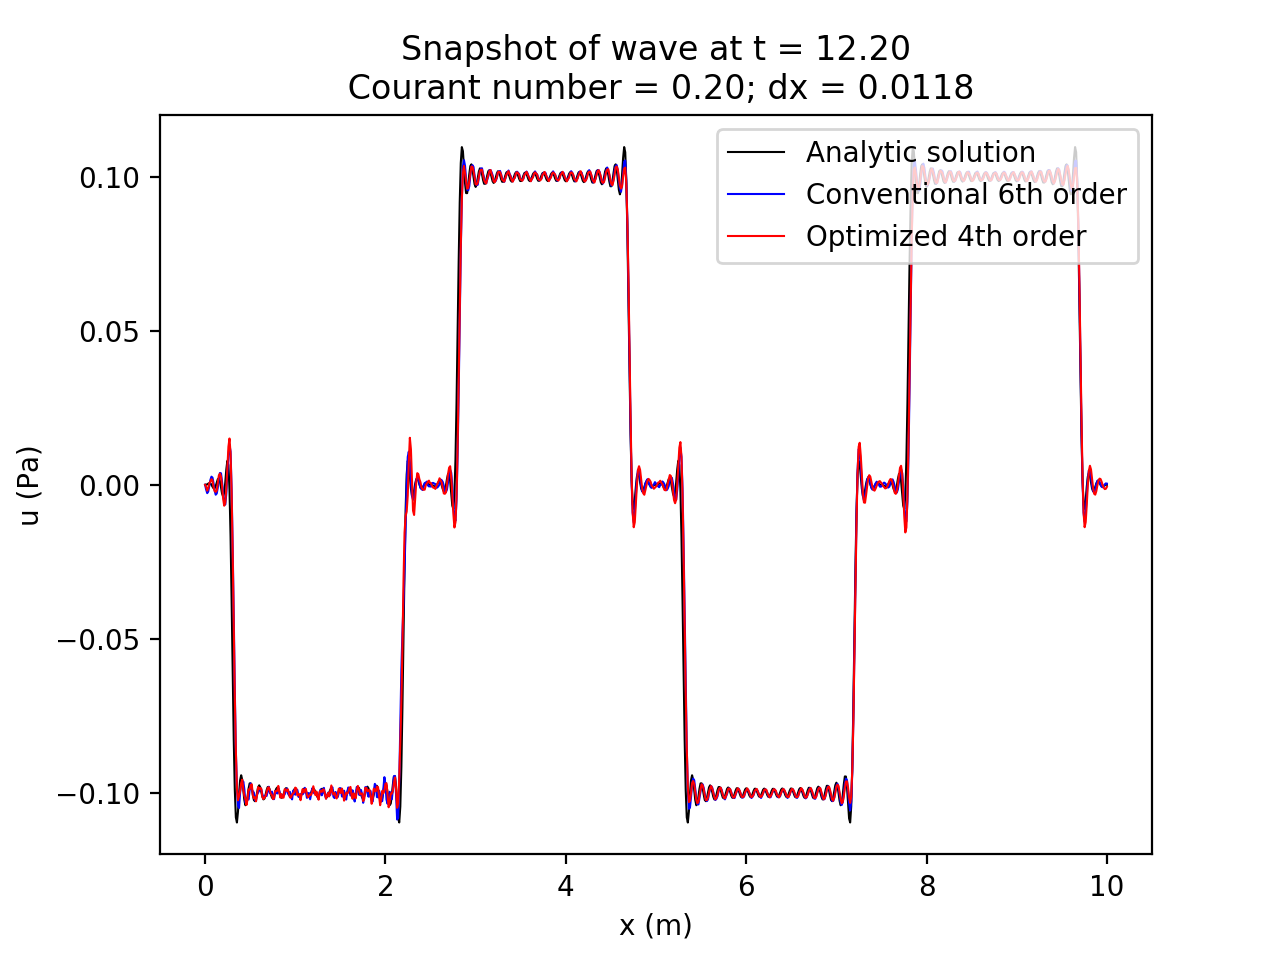 Snapshot of wave at t = 12.20
Courant number = 0.20; dx = 0.0118
Analytic solution
Conventional 6th order
Optimized 4th order
0.10
0.05
0.00
−0.05
−0.10
u (Pa)
0 2 4 6 8 10
x (m)